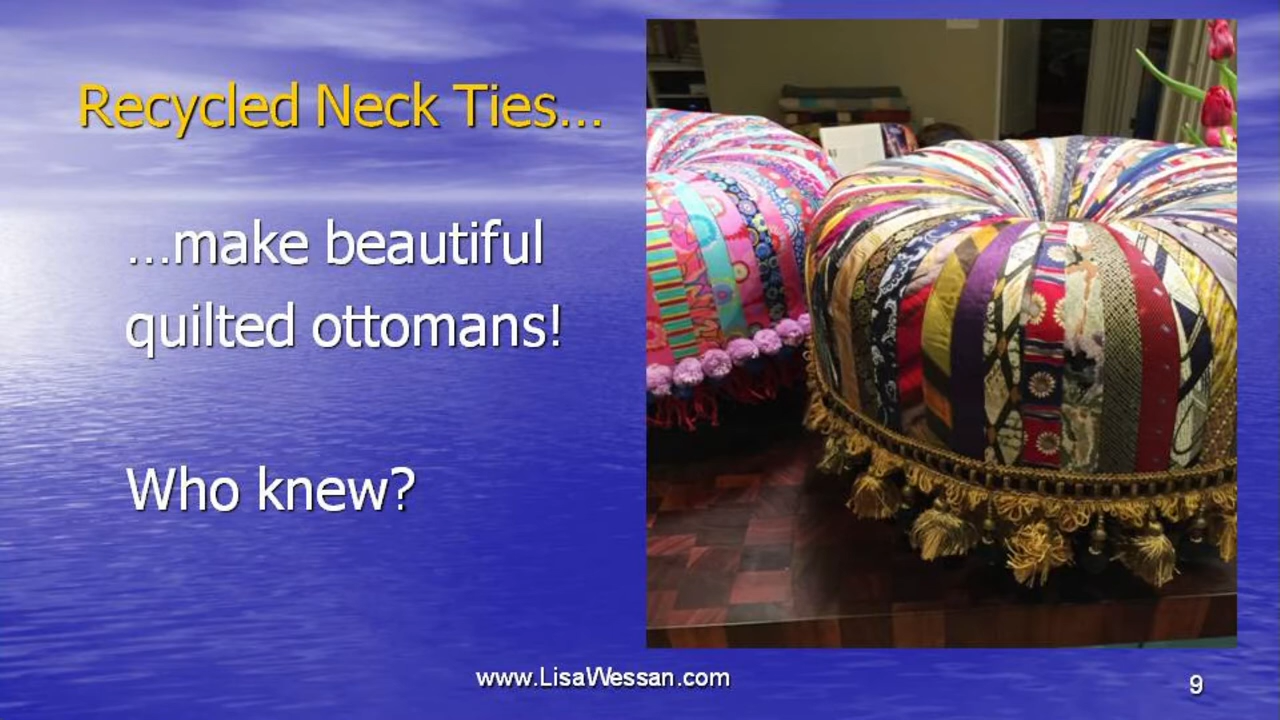 Recycled Neck Ties...
...make beautiful
quilted ottomans!
Who knew?
www.LisaWessan.com
9